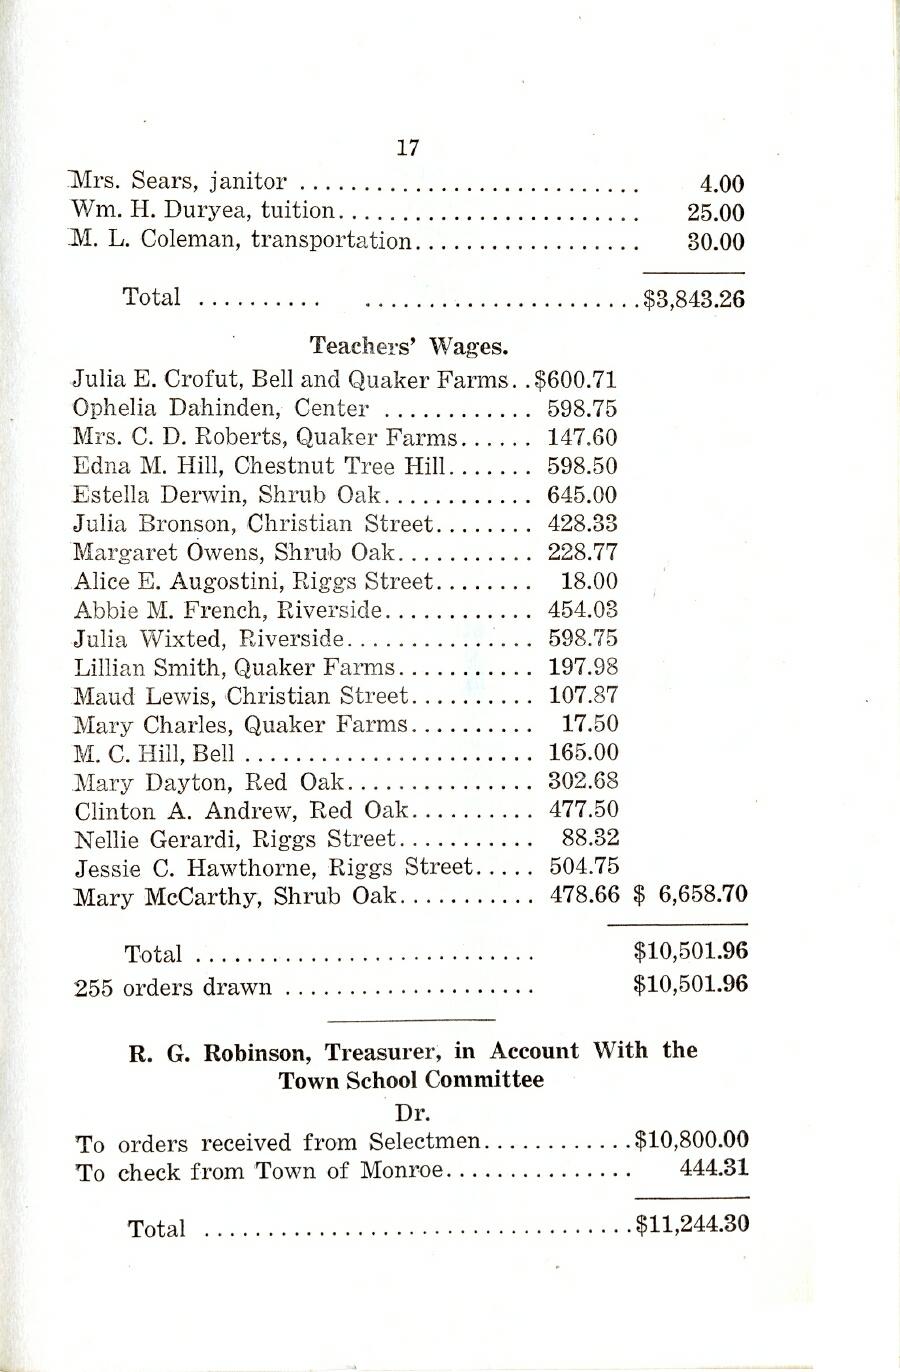 17
Mrs. Sears, janitor ........................... 4.00
Wm. H. Duryea, tuition........................ 25.00
M. L. Coleman, transportation.................. 30.00
Total .......... ......................$3,843.26
Teachers' Wages.
Julia E. Crofut, Bell and Quaker Farms..$600.71
Ophelia Dahinden, Center ............ 598.75
Mrs. C. D. Roberts, Quaker Farms...... 147.60
Edna M. Hill, Chestnut Tree Hill....... 598.50
Estella Derwin, Shrub Oak............ 645.00
Julia Bronson, Christian Street........ 428.33
Margaret Owens, Shrub Oak........... 228.77
Alice E. Augostini, Riggs Street........ 18.00
Abbie M. French, Riverside............ 454.03
Julia Wixted, Riverside............... 598.75
Lillian Smith, Quaker Farms........... 197.98
Maud Lewis, Christian Street.......... 107.87
Mary Charles, Quaker Farms.......... 17.50
M. C. Hill, Bell ....................... 165.00
Mary Dayton, Red Oak............... 302.68
Clinton A. Andrew, Red Oak.......... 477.50
Nellie Gerardi, Riggs Street........... 88.32
Jessie C. Hawthorne, Riggs Street..... 504.75
Mary McCarthy, Shrub Oak........... 478.66 $ 6,658.70
Total ........................... $10,501.96
255 orders drawn .................... $10,501.96
R. G. Robinson, Treasurer, in Account With the
Town School Committee
Dr.
To orders received from Selectmen............$10,800.00
To check from Town of Monroe............... 444.31
Total ..................................$11,244.30